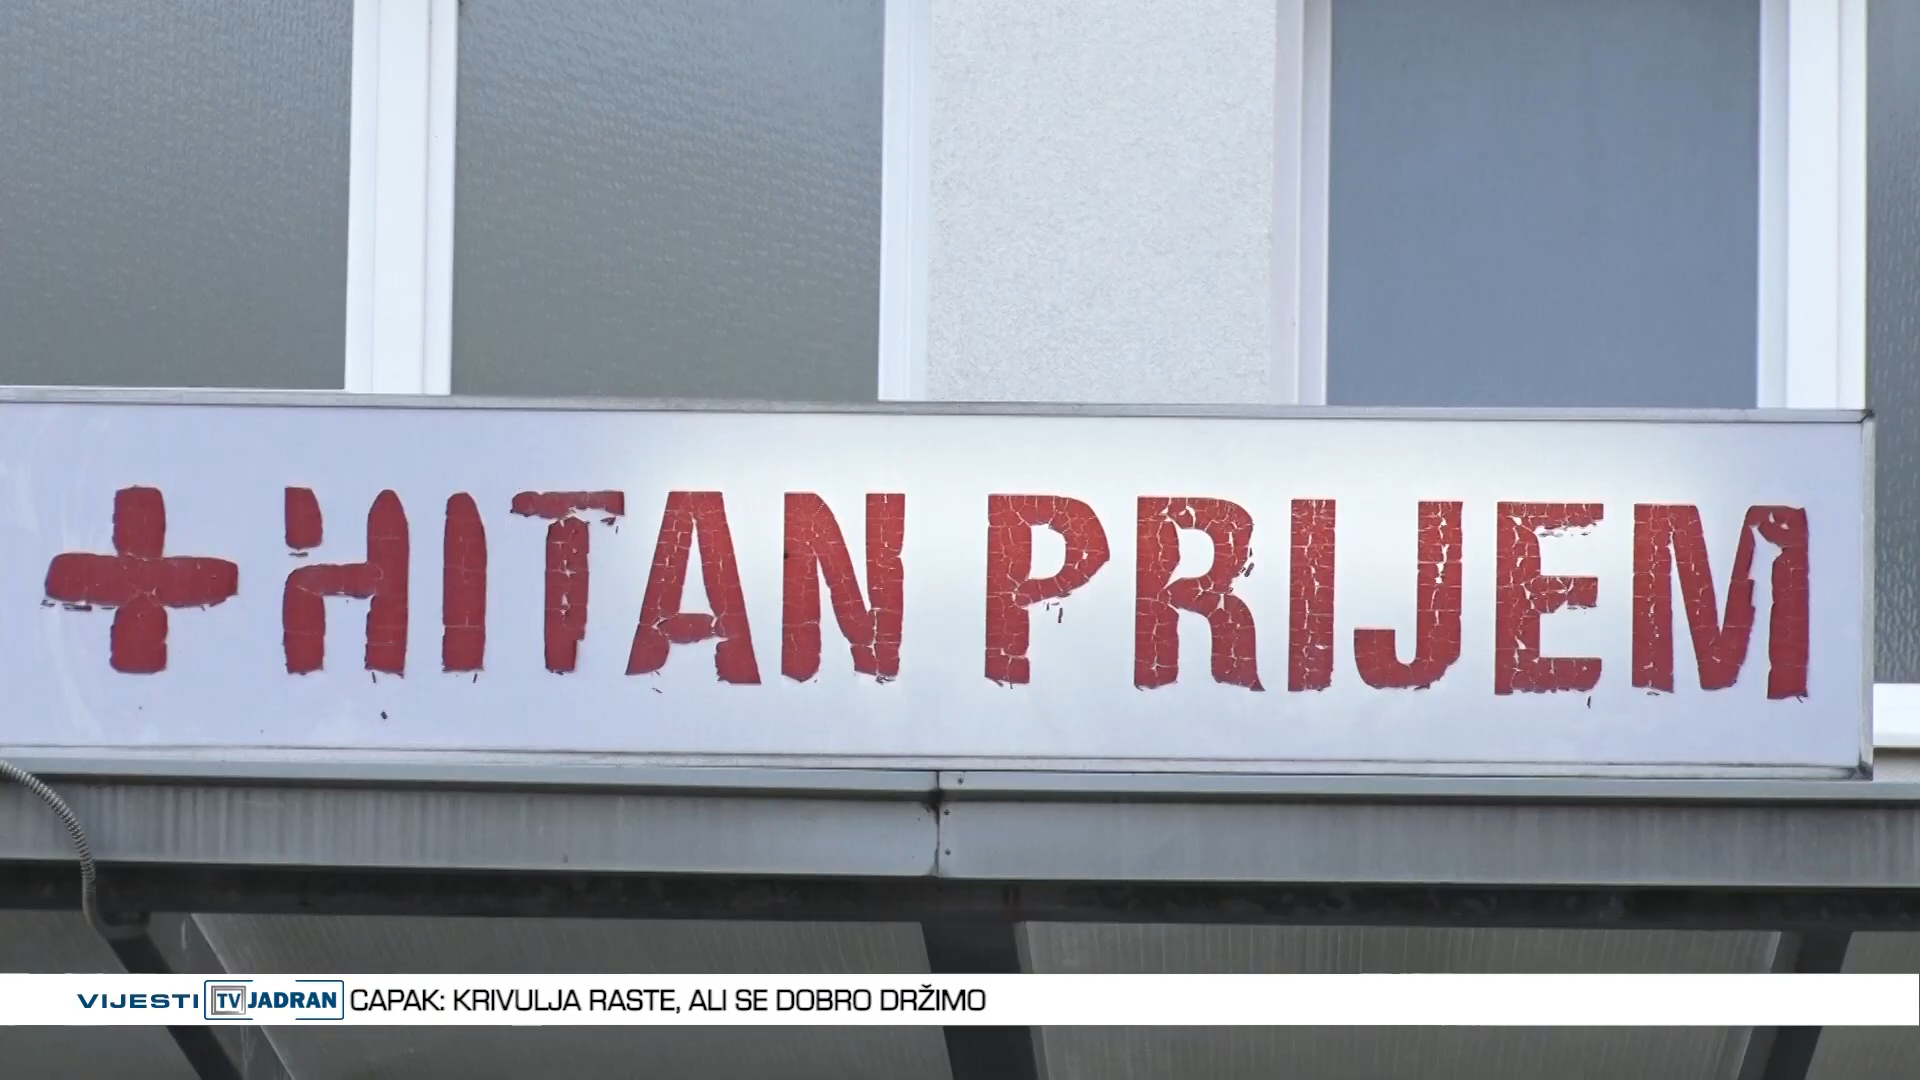 HITAN PRIJEM
VIJESTI TV JADRAN CAPAK: KRIVULJA RASTE, ALI SE DOBRO DRŽIMO